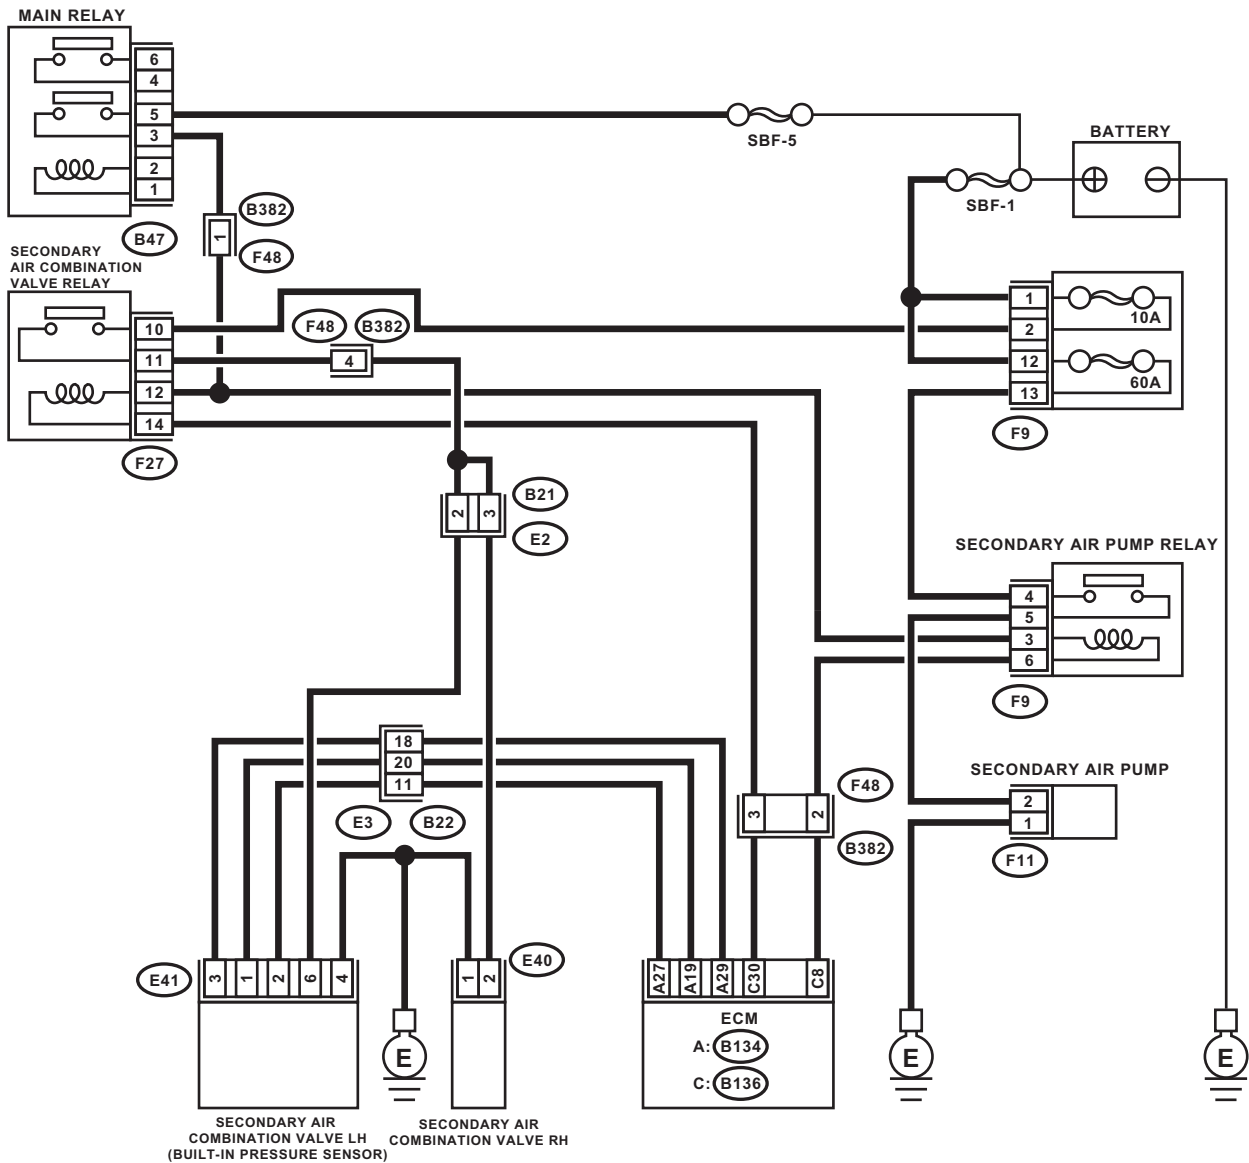 MAIN RELAY
6
4
5
3
2
1
B47
SBF-5
BATTERY
SBF-1
1
B382
F48
SECONDARY
AIR COMBINATION
VALVE RELAY
10
11
12
14
F27
F48
B382
4
1
2
12
13
10A
60A
F9
2
3
B21
E2
SECONDARY AIR PUMP RELAY
4
5
3
6
F9
18
20
11
E3
B22
SECONDARY AIR PUMP
2
1
F11
3
2
F48
B382
E41
3
1
2
6
4
1
2
E40
A27
A19
A29
C30
C8
ECM
A: B134
C: B136
E
E
E
SECONDARY AIR
COMBINATION VALVE LH
(BUILT-IN PRESSURE SENSOR)
SECONDARY AIR
COMBINATION VALVE RH